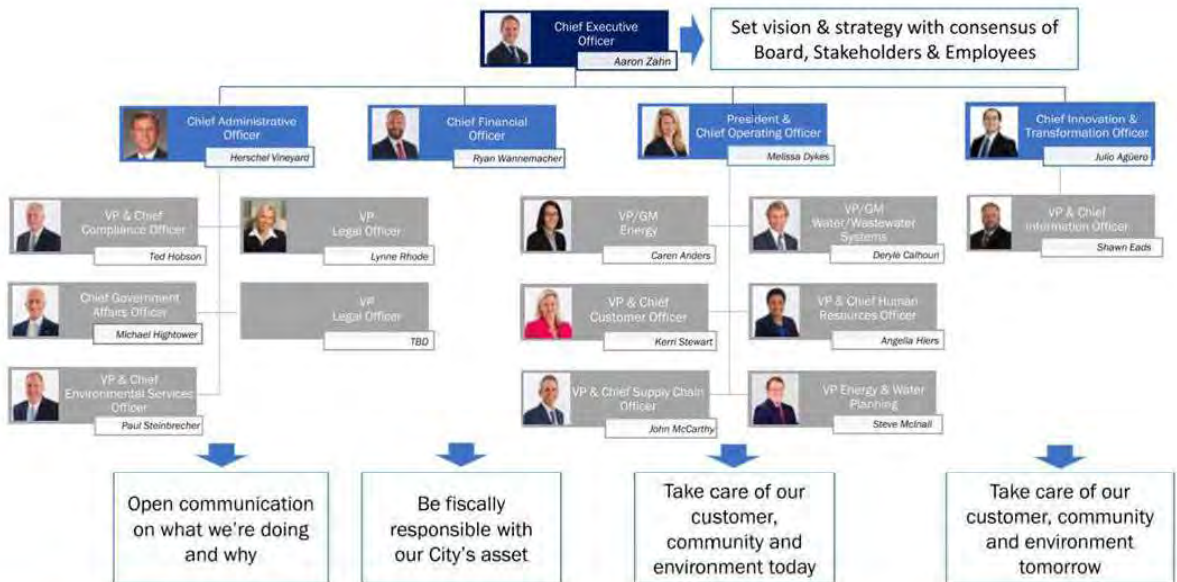 Chief Executive
Officer
Aaron Zahn
Set vision & strategy with consensus of
Board, Stakeholders & Employees
Chief Administrative
Officer
Herschel Vineyard
Chief Financial
Officer
Ryan Wannemacher
President &
Chief Operating Officer
Melissa Dykes
Chief Innovation &
Transformation Officer
Julio Agüero
VP & Chief
Compliance Officer
Ted Hobson
VP
Legal Officer
Lynne Rhode
VP/GM
Energy
Caren Anders
VP/GM
Water/Wastewater
Systems
Deryle Calhoun
VP & Chief
Information Officer
Shawn Eads
Chief Government
Affairs Officer
Michael Hightower
VP
Legal Officer
TBD
VP & Chief
Customer Officer
Kerri Stewart
VP & Chief Human
Resources Officer
Angelia Hiers
VP & Chief
Environmental Services
Officer
Paul Steinbrecher
VP & Chief Supply Chain
Officer
John McCarthy
VP Energy & Water
Planning
Steve McInall
Open communication
on what we're doing
and why
Be fiscally
responsible with
our City's asset
Take care of our
customer,
community and
environment today
Take care of our
customer, community
and environment
tomorrow